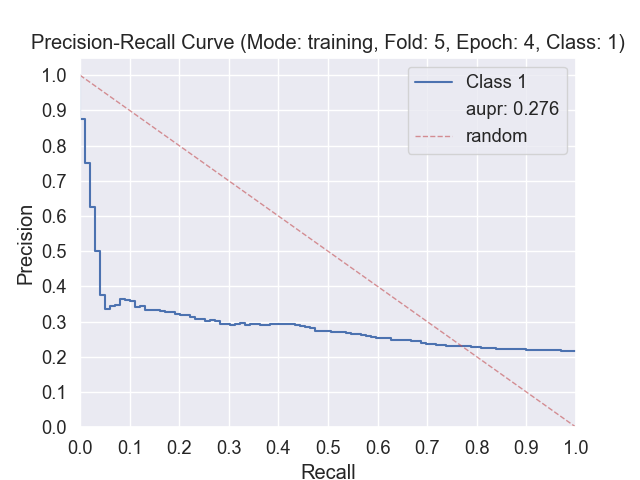 Precision-Recall Curve (Mode: training, Fold: 5, Epoch: 4, Class: 1)
1.0
0.9
0.8
0.7
0.6
0.5
0.4
0.3
0.2
0.1
0.0
Precision
Class 1
aupr: 0.276
random
0.0 0.1 0.2 0.3 0.4 0.5 0.6 0.7 0.8 0.9 1.0
Recall